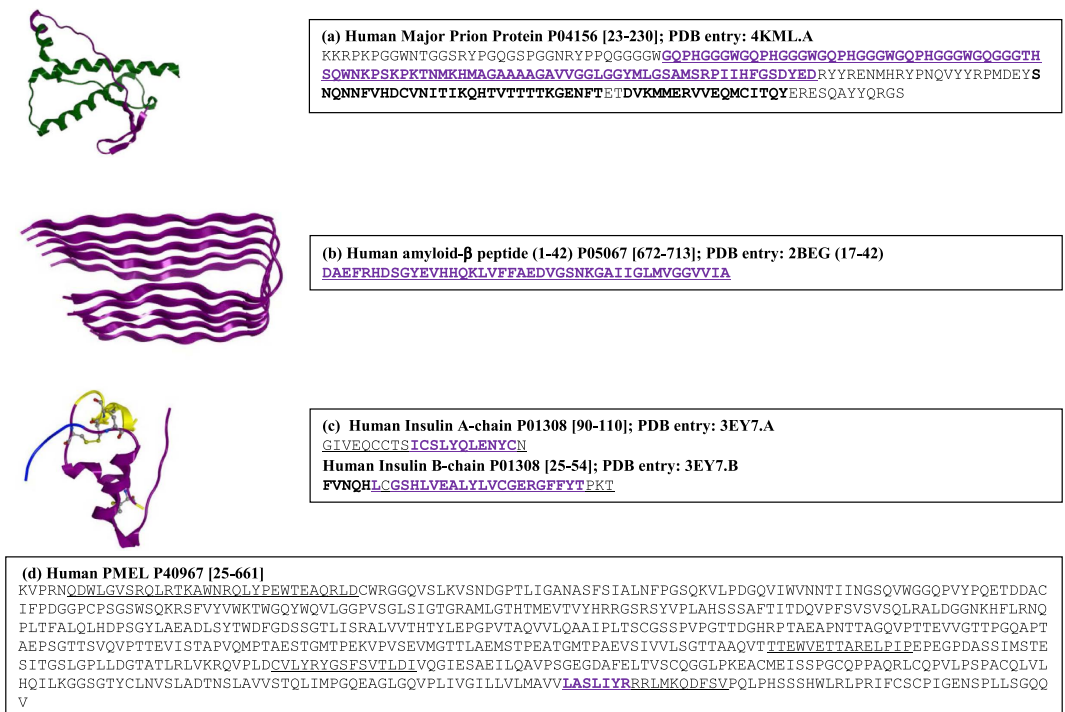 (a) Human Major Prion Protein P04156 [23-230]; PDB entry: 4KML.A
KKRPKPGGWNTGGSRYPGQGSPGGNRYPPQGGGGWGQPHGGGWGQPHGGGWGQPHGGGWGQPHGGGWGQGGGTH
SQWNKPSKPKTNMKHMAGAAAAGAVVGGLGGYMLGSAMSRPIIHFGSDYEDRYYRENMHRYPNQVYYRPMDEYS
NQNNFVHDCVNITIKQHTVTTTTKGENFTETDVKMMERVVEQMCITQYERESQAYYQRGS
(b) Human amyloid-β peptide (1-42) P05067 [672-713]; PDB entry: 2BEG (17-42)
DAEFRHDSGYEVHHQKLVFFAEDVGSNKGAIIGLMVGGVVIA
(c) Human Insulin A-chain P01308 [90-110]; PDB entry: 3EY7.A
GIVEQCCTSICSLYQLENYCN
Human Insulin B-chain P01308 [25-54]; PDB entry: 3EY7.B
FVNQHLCGSHLVEALYLVCGERGFFYTPKT
(d) Human PMEL P40967 [25-661]
KVPRNQDWLGVSRQLRTKAWNRQLYPEWTEAQRLDCWRGGQVSLKVSNDGPTLIGANASFSIALNFPGSQKVLPDGQVIWVNNTIINGSQVWGGQPVYPQETDDAC
IFPDGGPCPSGSWSQKRSFVYVWKTWGQYWQVLGGPVSGLSIGTGRAMLGTHTMEVTVYHRRGSRSYVPLAHSSSAFTITDQVPFSVSVSQLRALDGGNKHFLRNQ
PLTFALQLHDPSGYLAEADLSYTWDFGDSSGTLISRALVVTHTYLEPGPVTAQVVLQAAIPLTSCGSSPVPGTTDGHRPTAEAPNTTAGQVPTTEVVGTTPGQAPT
AEPSGTTSVQVPTTEVISTAPVQMPTAESTGMTPEKVPVSEVMGTTLAEMSTPEATGMTPAEVSIVVLSGTTAAQVTTTEWVETTARELPIPEPEGPDASSIMSTE
SITGSLGPLLDGTATLRLVKRQVPLDCVLYRYGSFSVTLDIVQGIESAEILQAVPSGEGDAFELTVSCQGGLPKEACMEISSPGCQPPAQRLCQPVLPSPACQLVL
HQILKGGSGTYCLNVSLADTNSLAVVSTQLIMPGQEAGLGQVPLIVGILLVLMAVVLASLIYRRRLMKQDFSVPQLPHSSSHWLRLPRIFCSCPIGENSPLLSGQQ
V